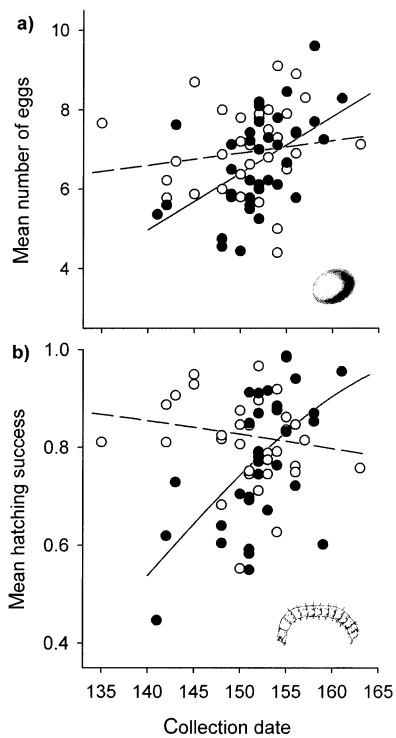 a)
10
8
6
4
Mean number of eggs
b)
1.0
0.8
0.6
0.4
Mean hatching success
135 140 145 150 155 160 165
Collection date